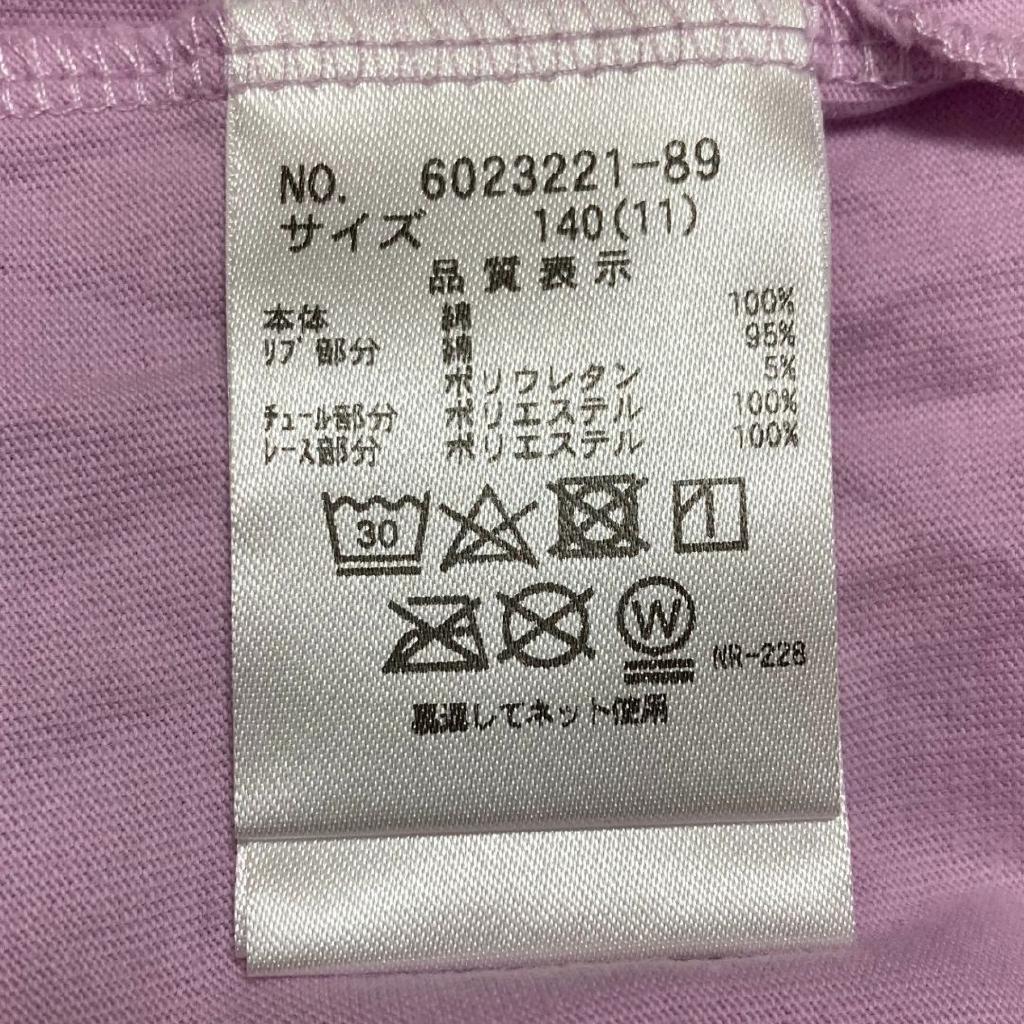 NO. 6023221-89
サイズ 140(11)
品質表示
本体 綿 100%
リブ部分 綿 95%
ポリウレタン 5%
チュール部分 ポリエステル 100%
レース部分 ポリエステル 100%
30
W
NR-228
裏返してネット使用